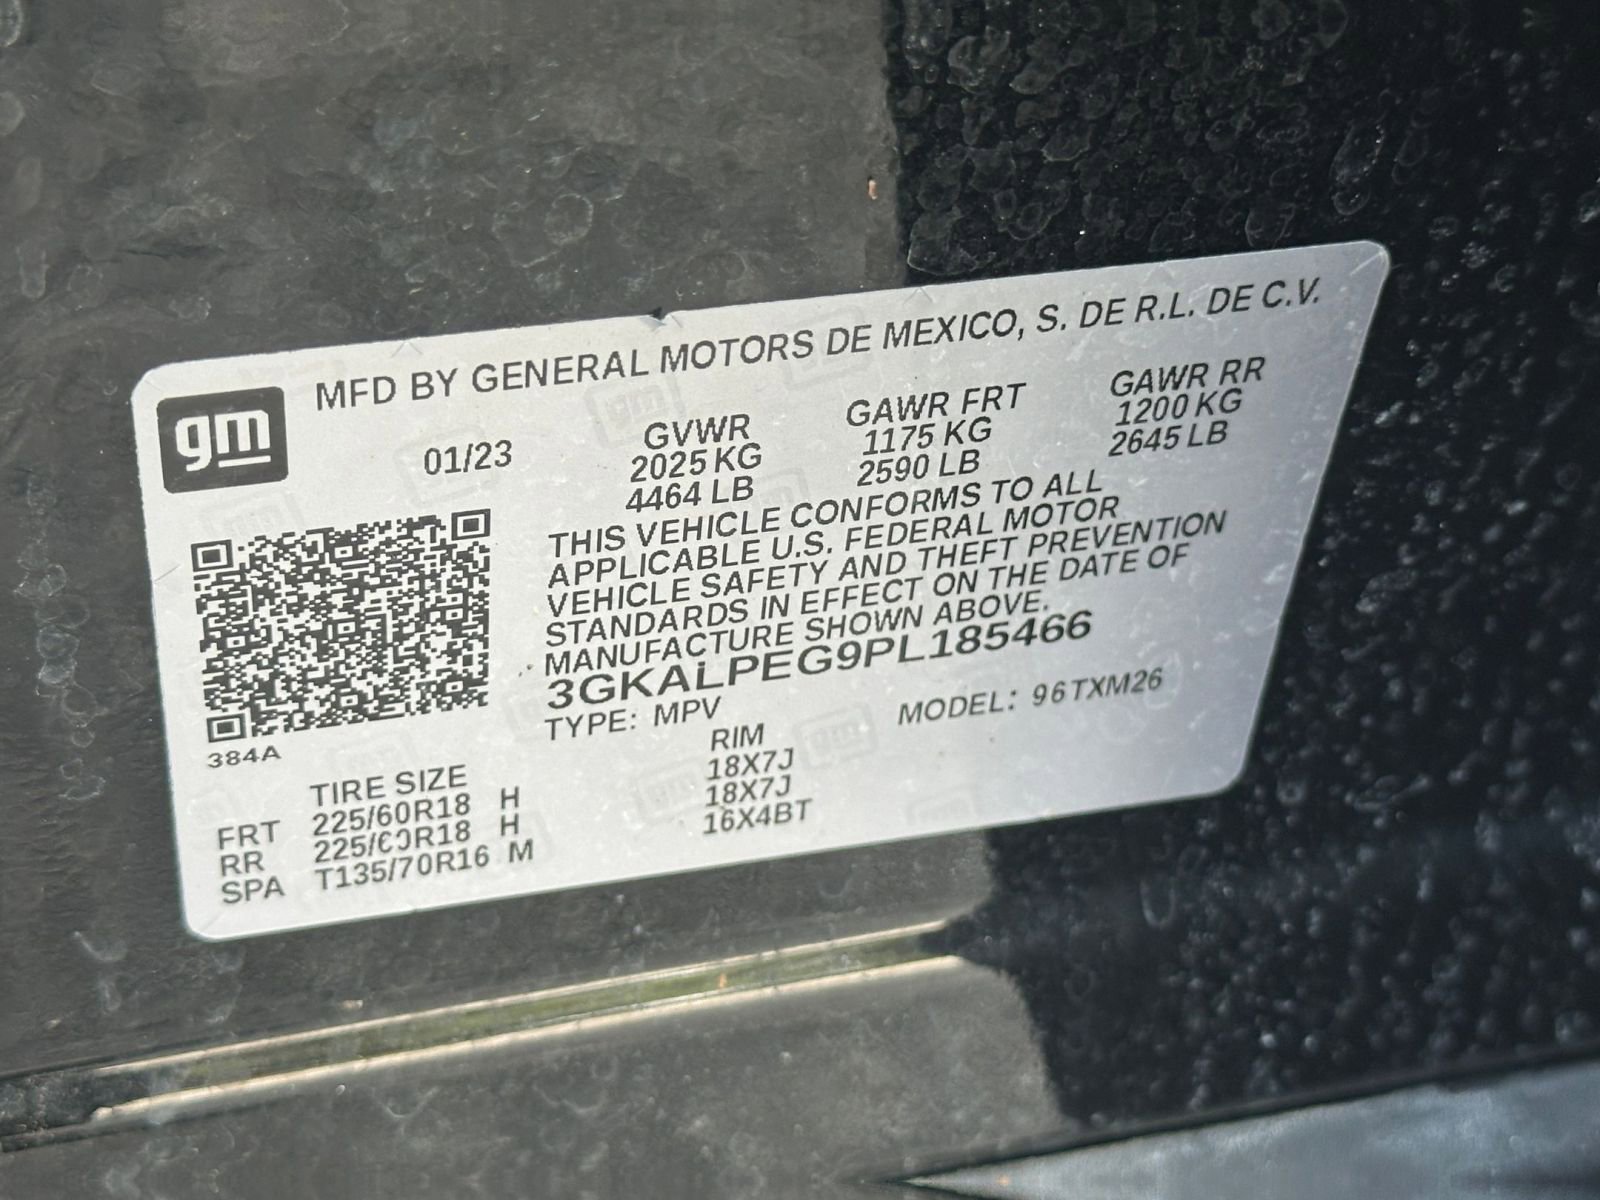 MFD BY GENERAL MOTORS DE MEXICO, S. DE R.L. DE C.V.
gm
01/23
GVWR GAWR FRT GAWR RR
2025 KG 1175 KG 1200 KG
4464 LB 2590 LB 2645 LB
THIS VEHICLE CONFORMS TO ALL
APPLICABLE U.S. FEDERAL MOTOR
VEHICLE SAFETY AND THEFT PREVENTION
STANDARDS IN EFFECT ON THE DATE OF
MANUFACTURE SHOWN ABOVE.
3GKALPEG9PL185466
TYPE: MPV MODEL: 96TXM26
384A
TIRE SIZE RIM
FRT 225/60R18 H 18X7J
RR 225/60R18 H 18X7J
SPA T135/70R16 M 16X4BT